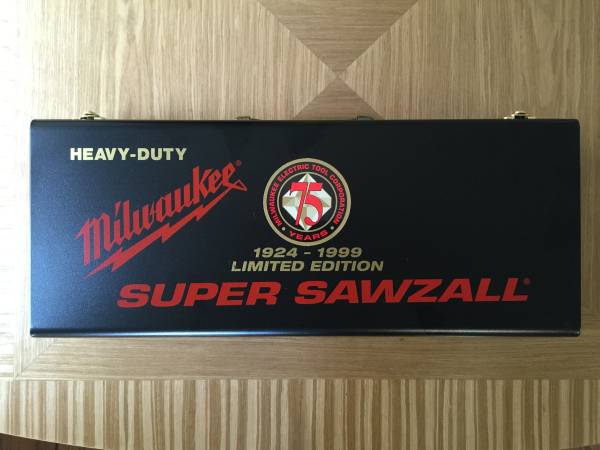 HEAVY-DUTY
Milwaukee
MILWAUKEE ELECTRIC TOOL CORPORATION
75
• YEARS •
1924 - 1999
LIMITED EDITION
SUPER SAWZALL®